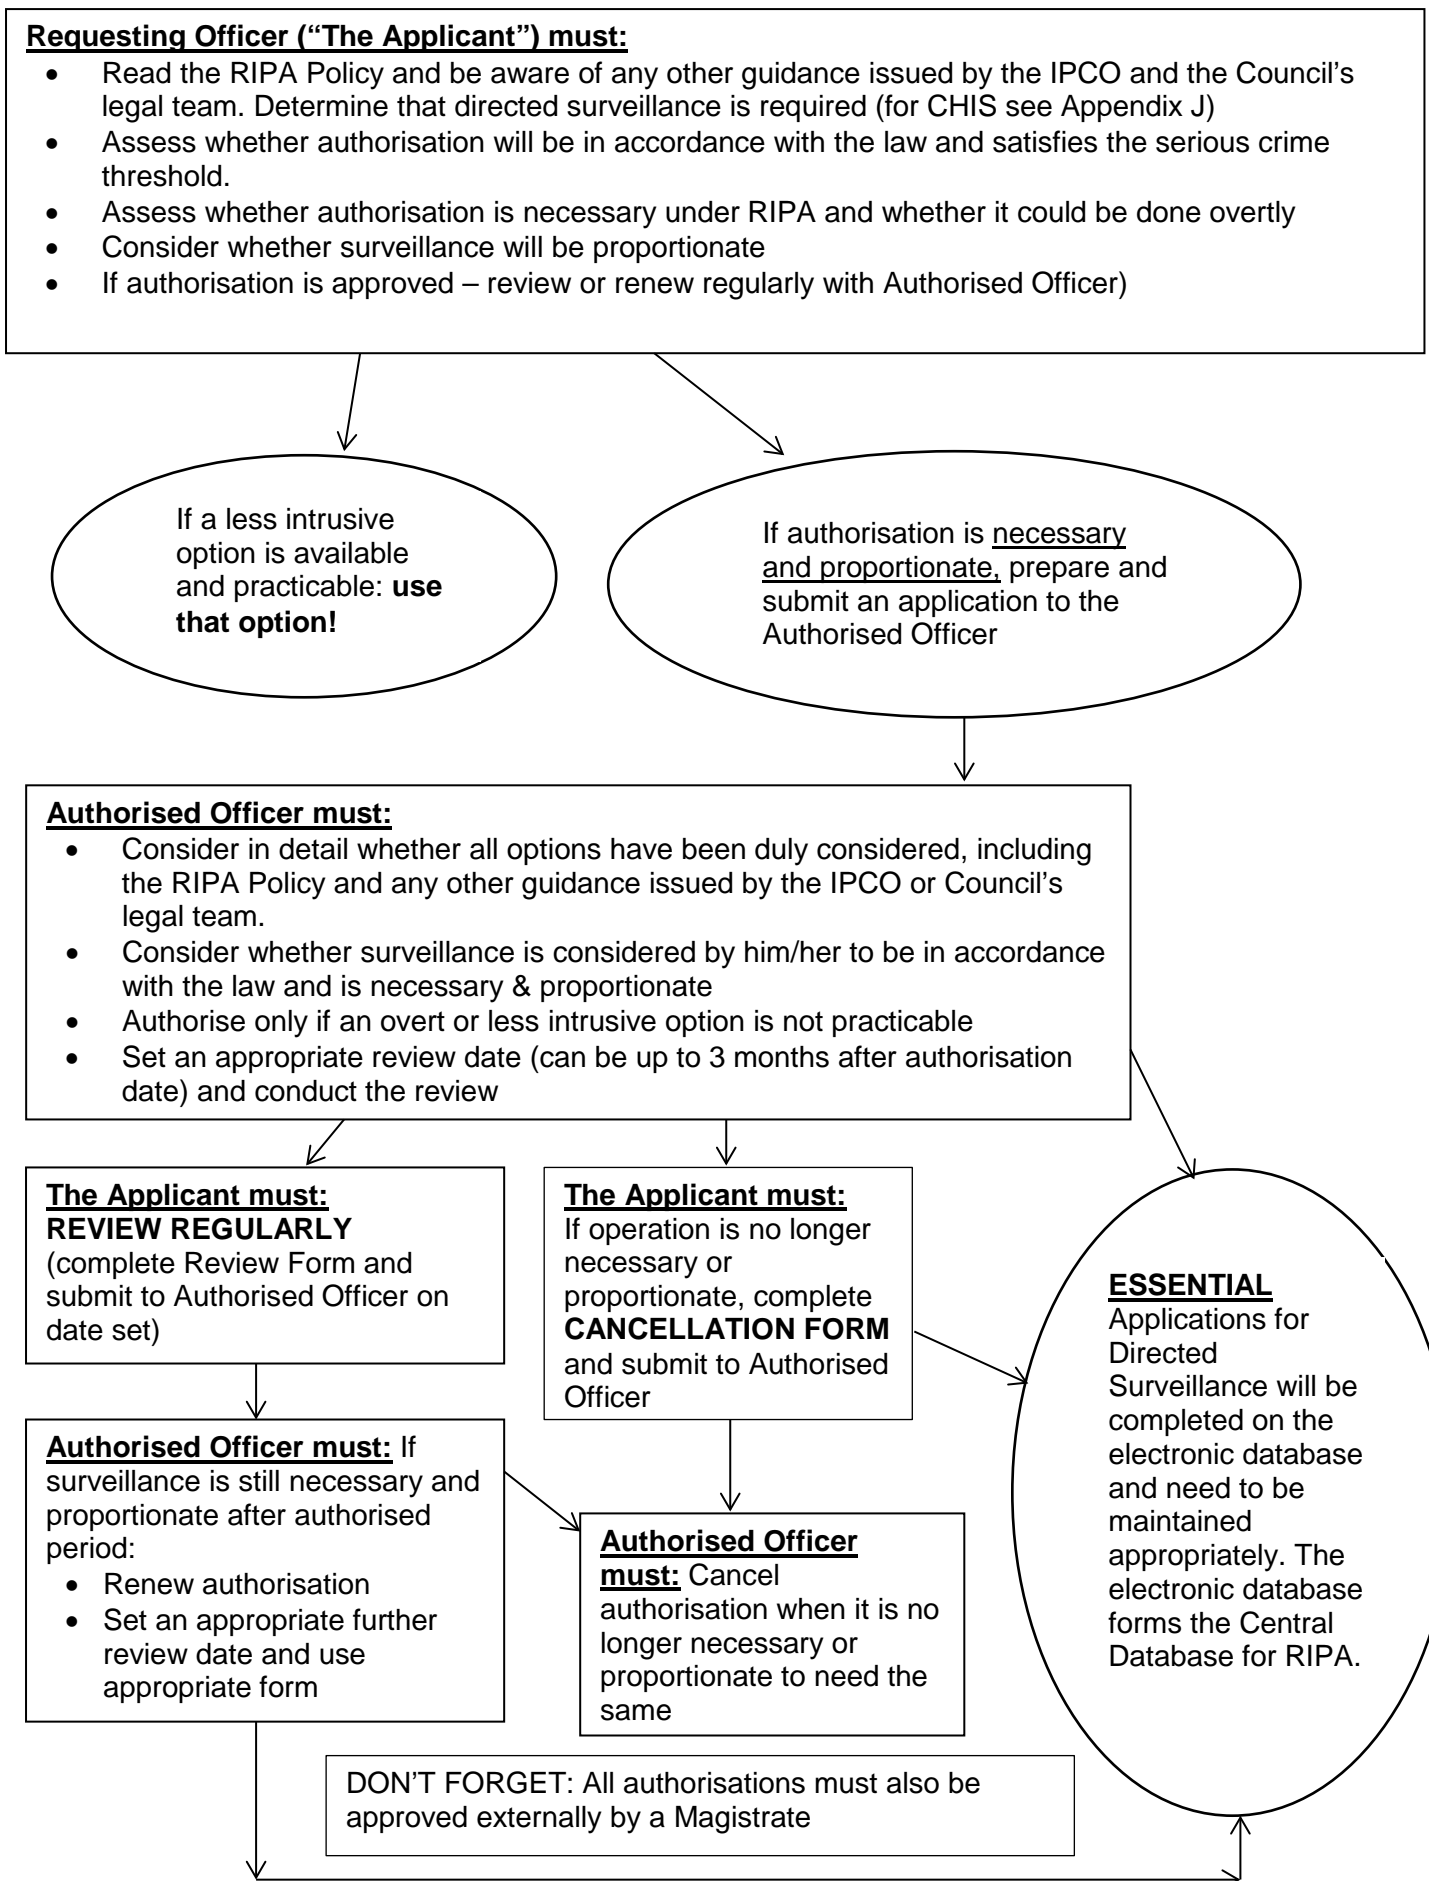 Requesting Officer (“The Applicant”) must:
• Read the RIPA Policy and be aware of any other guidance issued by the IPCO and the Council’s
legal team. Determine that directed surveillance is required (for CHIS see Appendix J)
• Assess whether authorisation will be in accordance with the law and satisfies the serious crime
threshold.
• Assess whether authorisation is necessary under RIPA and whether it could be done overtly
• Consider whether surveillance will be proportionate
• If authorisation is approved – review or renew regularly with Authorised Officer)
If a less intrusive
option is available
and practicable: use
that option!
If authorisation is necessary
and proportionate, prepare and
submit an application to the
Authorised Officer
Authorised Officer must:
• Consider in detail whether all options have been duly considered, including
the RIPA Policy and any other guidance issued by the IPCO or Council’s
legal team.
• Consider whether surveillance is considered by him/her to be in accordance
with the law and is necessary & proportionate
• Authorise only if an overt or less intrusive option is not practicable
• Set an appropriate review date (can be up to 3 months after authorisation
date) and conduct the review
The Applicant must:
REVIEW REGULARLY
(complete Review Form and
submit to Authorised Officer on
date set)
The Applicant must:
If operation is no longer
necessary or
proportionate, complete
CANCELLATION FORM
and submit to Authorised
Officer
ESSENTIAL
Applications for
Directed
Surveillance will be
completed on the
electronic database
and need to be
maintained
appropriately. The
electronic database
forms the Central
Database for RIPA.
Authorised Officer must: If
surveillance is still necessary and
proportionate after authorised
period:
• Renew authorisation
• Set an appropriate further
review date and use
appropriate form
Authorised Officer
must: Cancel
authorisation when it is no
longer necessary or
proportionate to need the
same
DON’T FORGET: All authorisations must also be
approved externally by a Magistrate